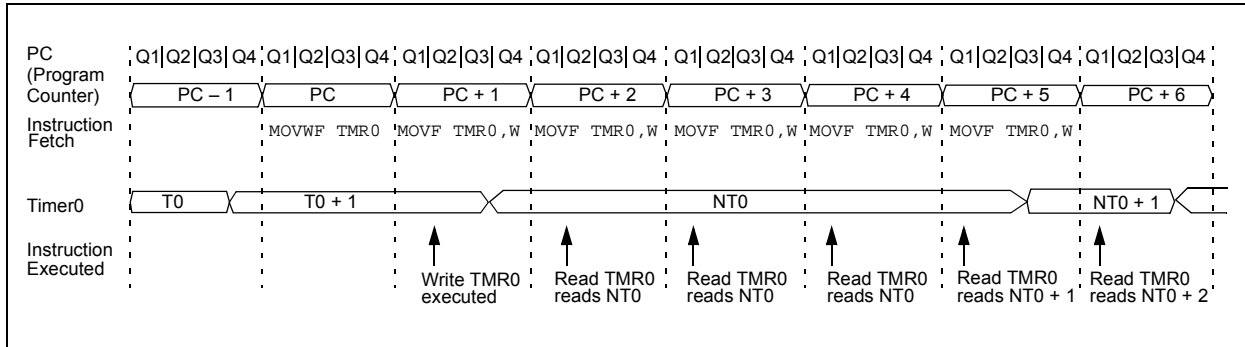 PC (Program Counter)
Q1|Q2|Q3|Q4 Q1|Q2|Q3|Q4 Q1|Q2|Q3|Q4 Q1|Q2|Q3|Q4 Q1|Q2|Q3|Q4 Q1|Q2|Q3|Q4 Q1|Q2|Q3|Q4 Q1|Q2|Q3|Q4
PC – 1 PC PC + 1 PC + 2 PC + 3 PC + 4 PC + 5 PC + 6
Instruction Fetch
MOVWF TMR0 MOVF TMR0,W MOVF TMR0,W MOVF TMR0,W MOVF TMR0,W MOVF TMR0,W
Timer0
T0 T0 + 1 NT0 NT0 + 1
Instruction Executed
Write TMR0 executed
Read TMR0 reads NT0
Read TMR0 reads NT0
Read TMR0 reads NT0
Read TMR0 reads NT0 + 1
Read TMR0 reads NT0 + 2